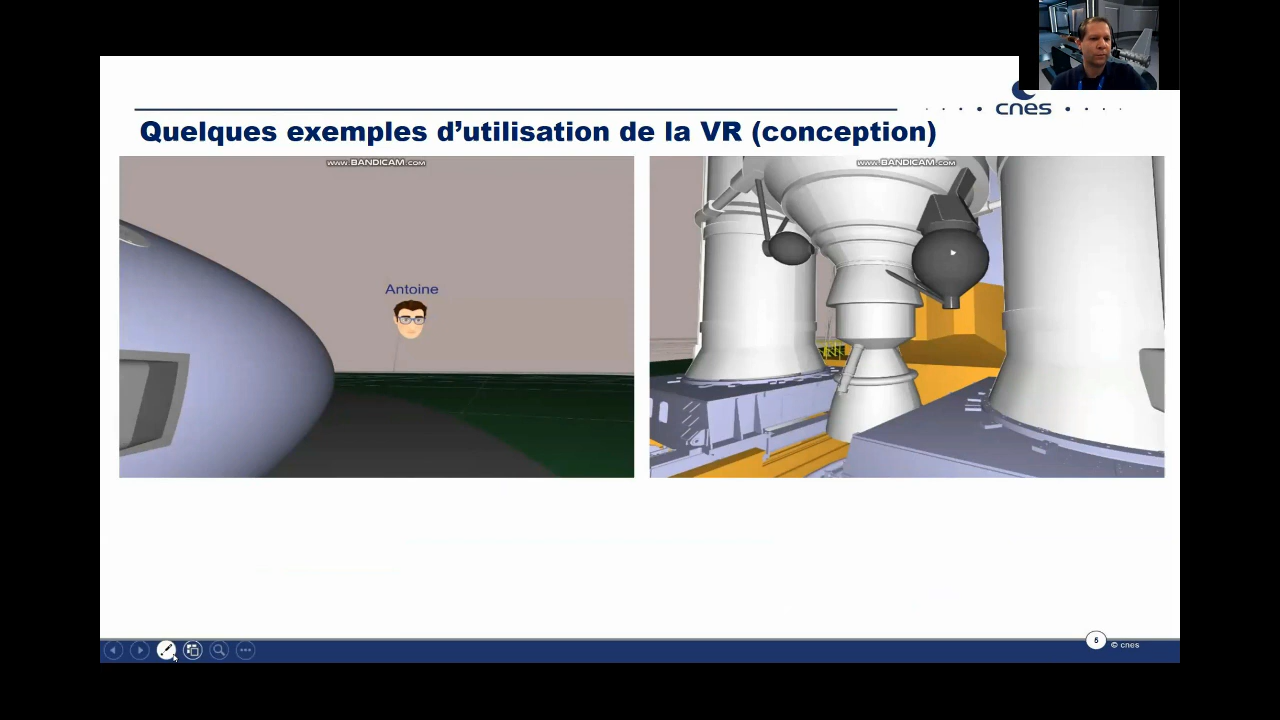 cnes
Quelques exemples d'utilisation de la VR (conception)
WWW.BANDICAM.COM
WWW.BANDICAM.COM
Antoine
5
© cnes